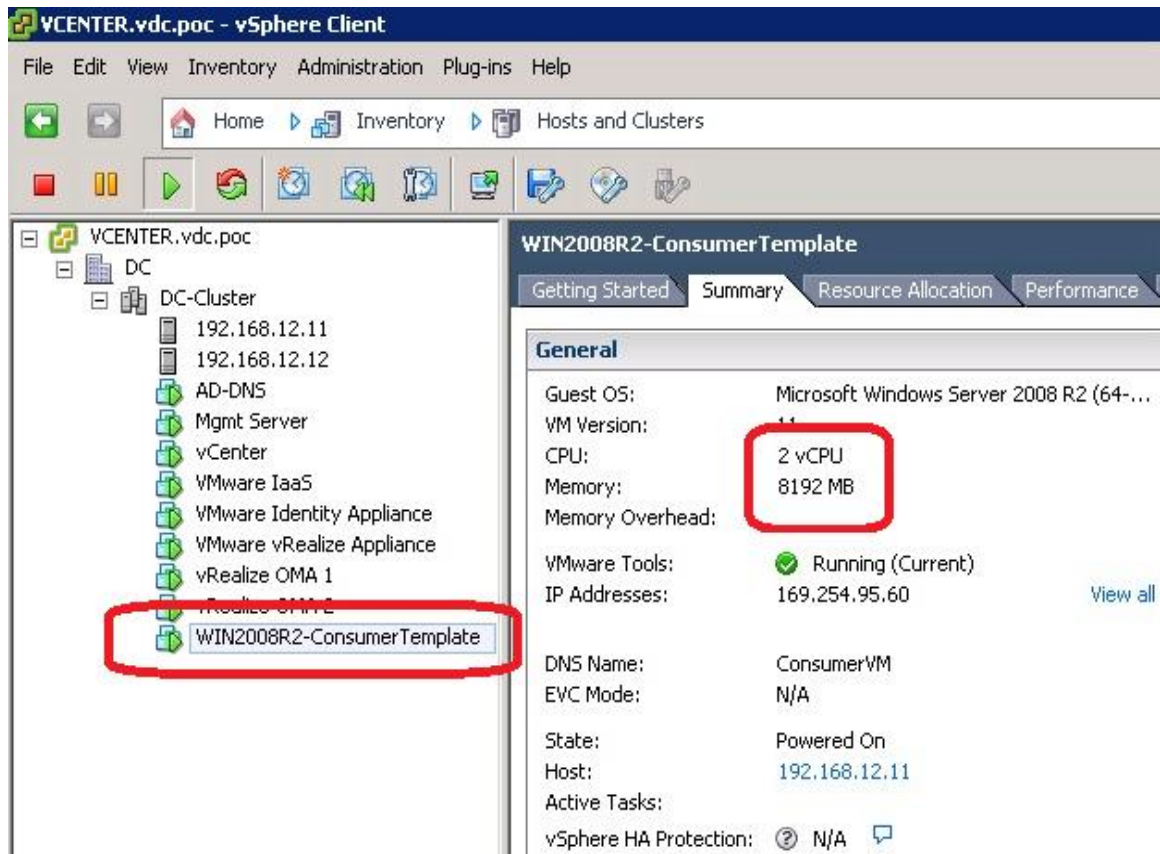 VCENTER.vdc.poc - vSphere Client
File Edit View Inventory Administration Plug-ins Help
Home Inventory Hosts and Clusters
VCENTER.vdc.poc
DC
DC-Cluster
192.168.12.11
192.168.12.12
AD-DNS
Mgmt Server
vCenter
VMware IaaS
VMware Identity Appliance
VMware vRealize Appliance
vRealize OMA 1
vRealize OMA 2
WIN2008R2-ConsumerTemplate
WIN2008R2-ConsumerTemplate
Getting Started Summary Resource Allocation Performance
General
Guest OS: Microsoft Windows Server 2008 R2 (64-...
VM Version: 11
CPU: 2 vCPU
Memory: 8192 MB
Memory Overhead:
VMware Tools: Running (Current)
IP Addresses: 169.254.95.60 View all
DNS Name: ConsumerVM
EVC Mode: N/A
State: Powered On
Host: 192.168.12.11
Active Tasks:
vSphere HA Protection: N/A